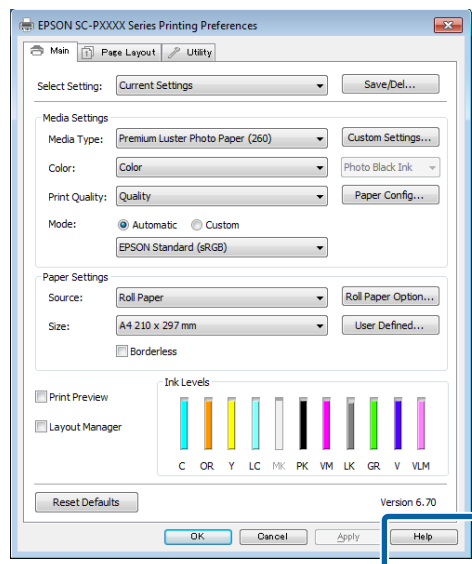 EPSON SC-PXXXX Series Printing Preferences
Main Page Layout Utility
Select Setting: Current Settings Save/Del...
Media Settings
Media Type: Premium Luster Photo Paper (260) Custom Settings...
Color: Color Photo Black Ink
Print Quality: Quality Paper Config...
Mode: Automatic Custom
EPSON Standard (sRGB)
Paper Settings
Source: Roll Paper Roll Paper Option...
Size: A4 210 x 297 mm User Defined...
Borderless
Ink Levels
Print Preview
Layout Manager
C OR Y LC MK PK VM LK GR V VLM
Reset Defaults Version 6.70
OK Cancel Apply Help